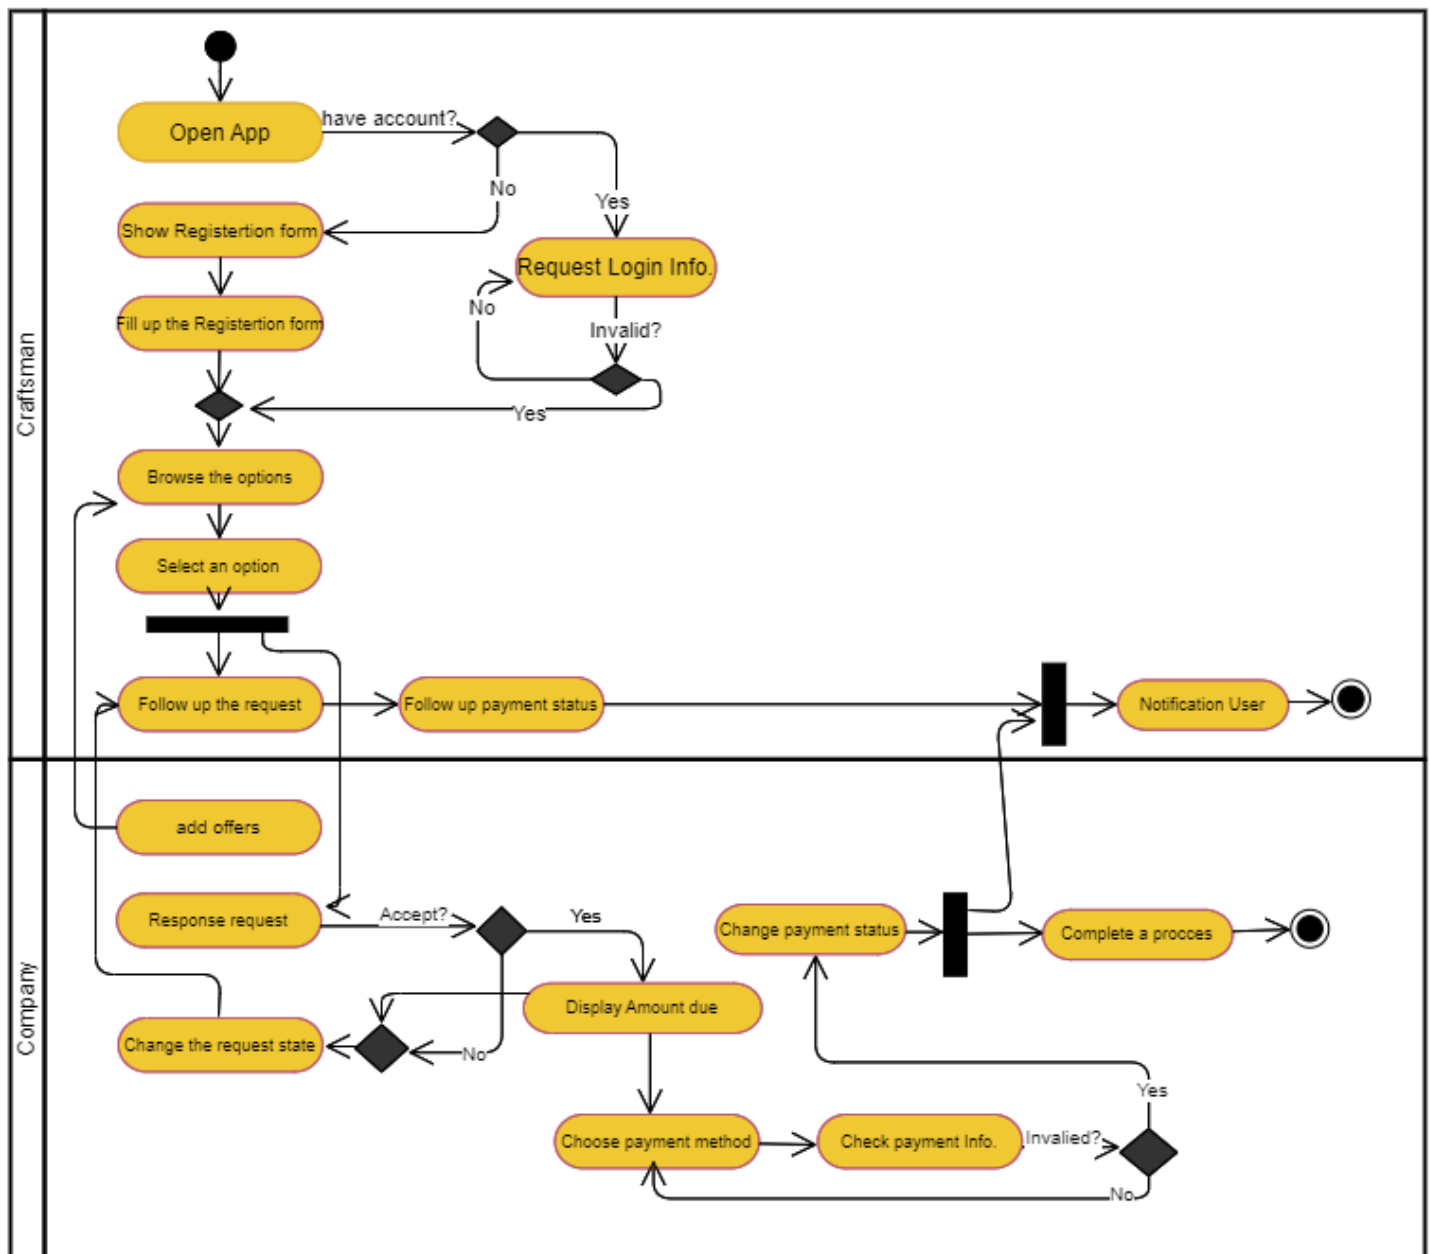 Craftsman
Open App
have account?
No
Yes
Show Registertion form
Request Login Info.
Fill up the Registertion form
No
Invalid?
Yes
Browse the options
Select an option
Follow up the request
Follow up payment status
Notification User
Company
add offers
Response request
Accept?
Yes
Change payment status
Complete a procces
Display Amount due
Change the request state
No
Yes
Choose payment method
Check payment Info.
Invalied?
No